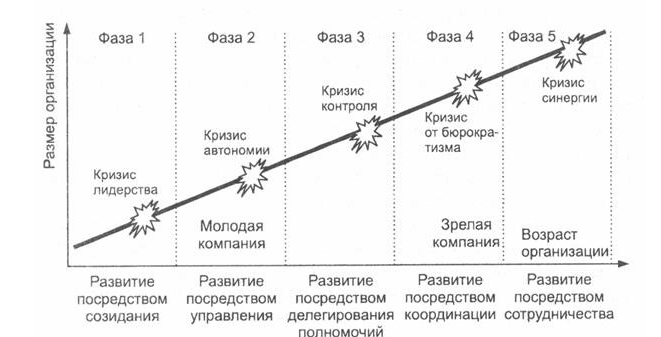 Размер организации
Фаза 1
Фаза 2
Фаза 3
Фаза 4
Фаза 5
Кризис
лидерства
Кризис
автономии
Кризис
контроля
Кризис
от бюрокра-
тизма
Кризис
синергии
Молодая
компания
Зрелая
компания
Возраст
организации
Развитие
посредством
созидания
Развитие
посредством
управления
Развитие
посредством
делегирования
полномочий
Развитие
посредством
координации
Развитие
посредством
сотрудничества